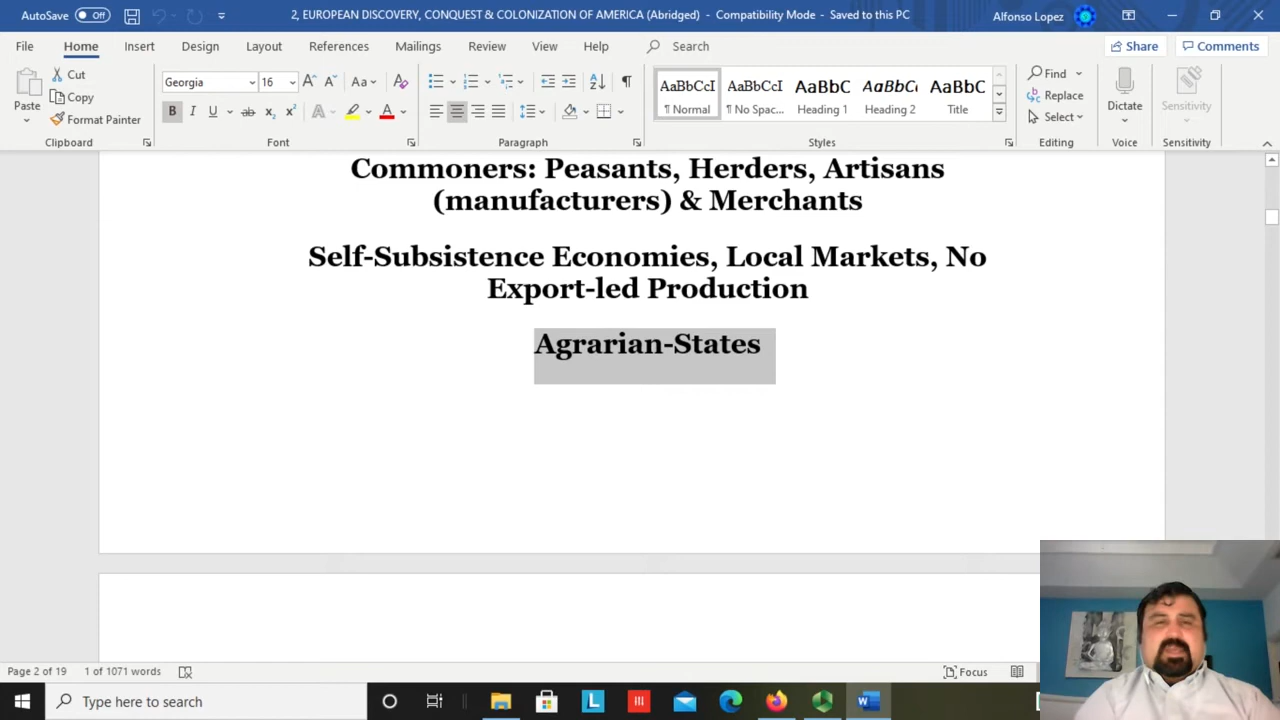 AutoSave Off 2, EUROPEAN DISCOVERY, CONQUEST & COLONIZATION OF AMERICA (Abridged) - Compatibility Mode - Saved to this PC Alfonso Lopez
File Home Insert Design Layout References Mailings Review View Help Search Share Comments
Paste Cut Copy Format Painter
Clipboard
Georgia 16
Font
Paragraph
AaBbCcI AaBbCcI AaBbC AaBbCc AaBbC
¶ Normal ¶ No Spac... Heading 1 Heading 2 Title
Styles
Find
Replace
Select
Editing
Dictate
Voice
Sensitivity
Sensitivity
Commoners: Peasants, Herders, Artisans
(manufacturers) & Merchants
Self-Subsistence Economies, Local Markets, No
Export-led Production
Agrarian-States
Page 2 of 19 1 of 1071 words Focus
Type here to search